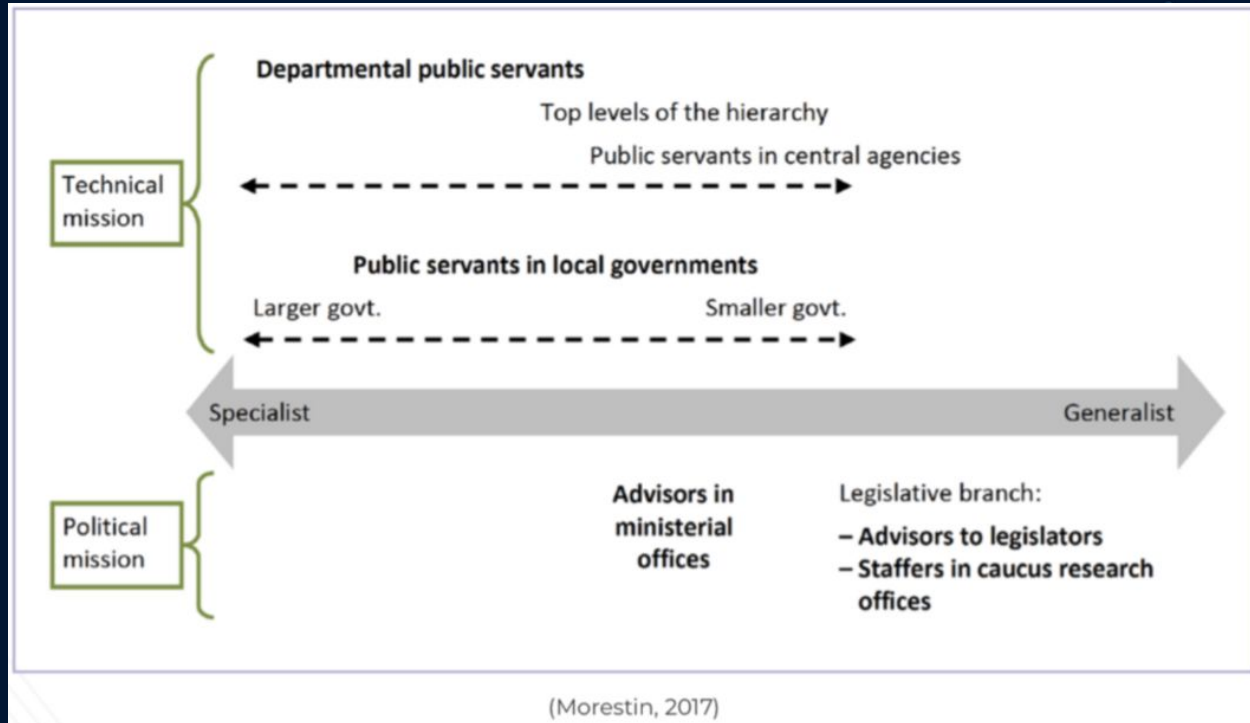 Departmental public servants
Top levels of the hierarchy
Public servants in central agencies
Technical
mission
Public servants in local governments
Larger govt.
Smaller govt.
Specialist
Generalist
Political
mission
Advisors in
ministerial
offices
Legislative branch:
– Advisors to legislators
– Staffers in caucus research
offices
(Morestin, 2017)